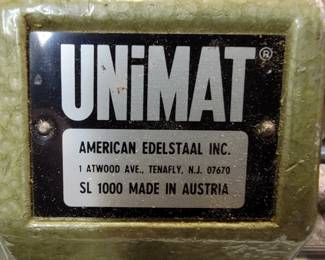 UNiMAT®
AMERICAN EDELSTAAL INC.
1 ATWOOD AVE., TENAFLY, N.J. 07670
SL 1000 MADE IN AUSTRIA